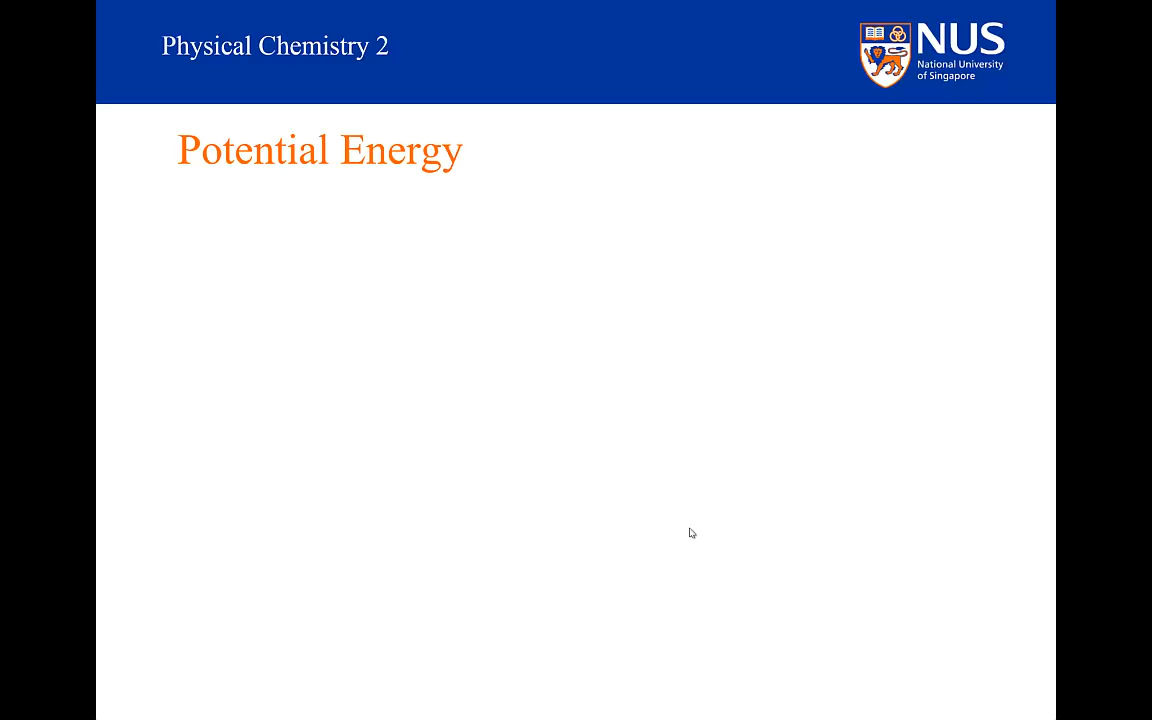 Physical Chemistry 2
NUS
National University
of Singapore
Potential Energy